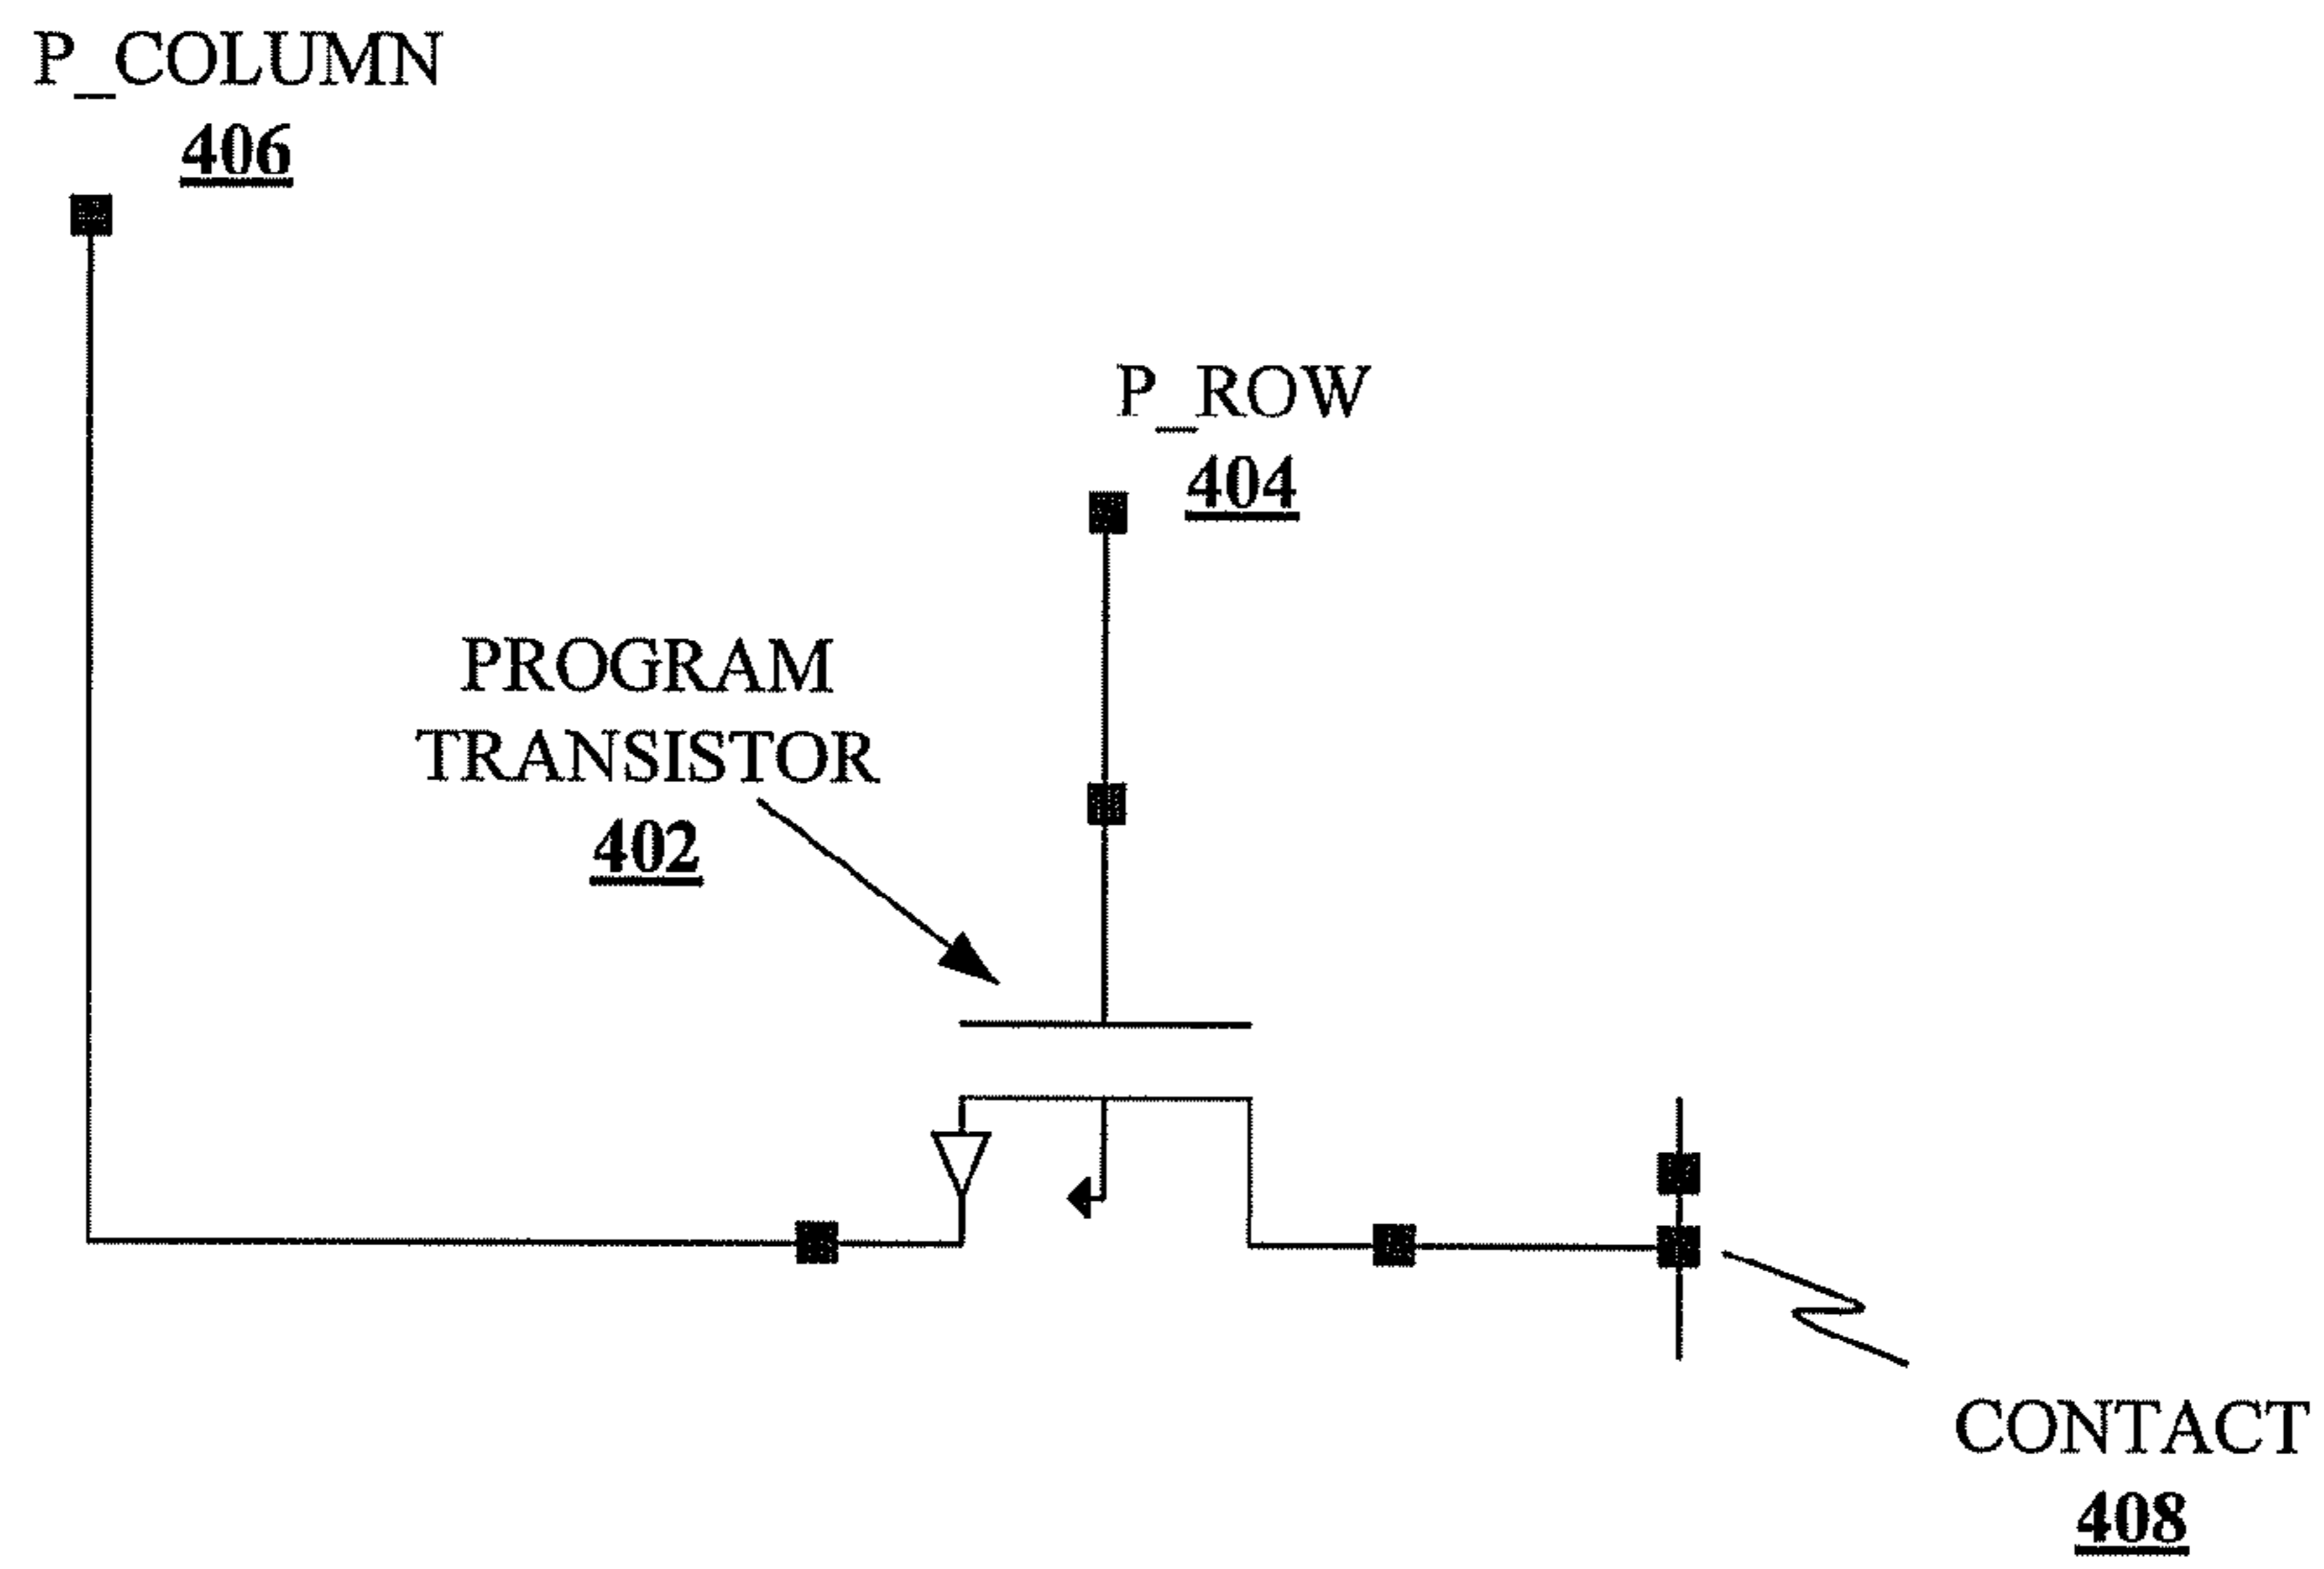 P_COLUMN
406
P_ROW
404
PROGRAM
TRANSISTOR
402
CONTACT
408